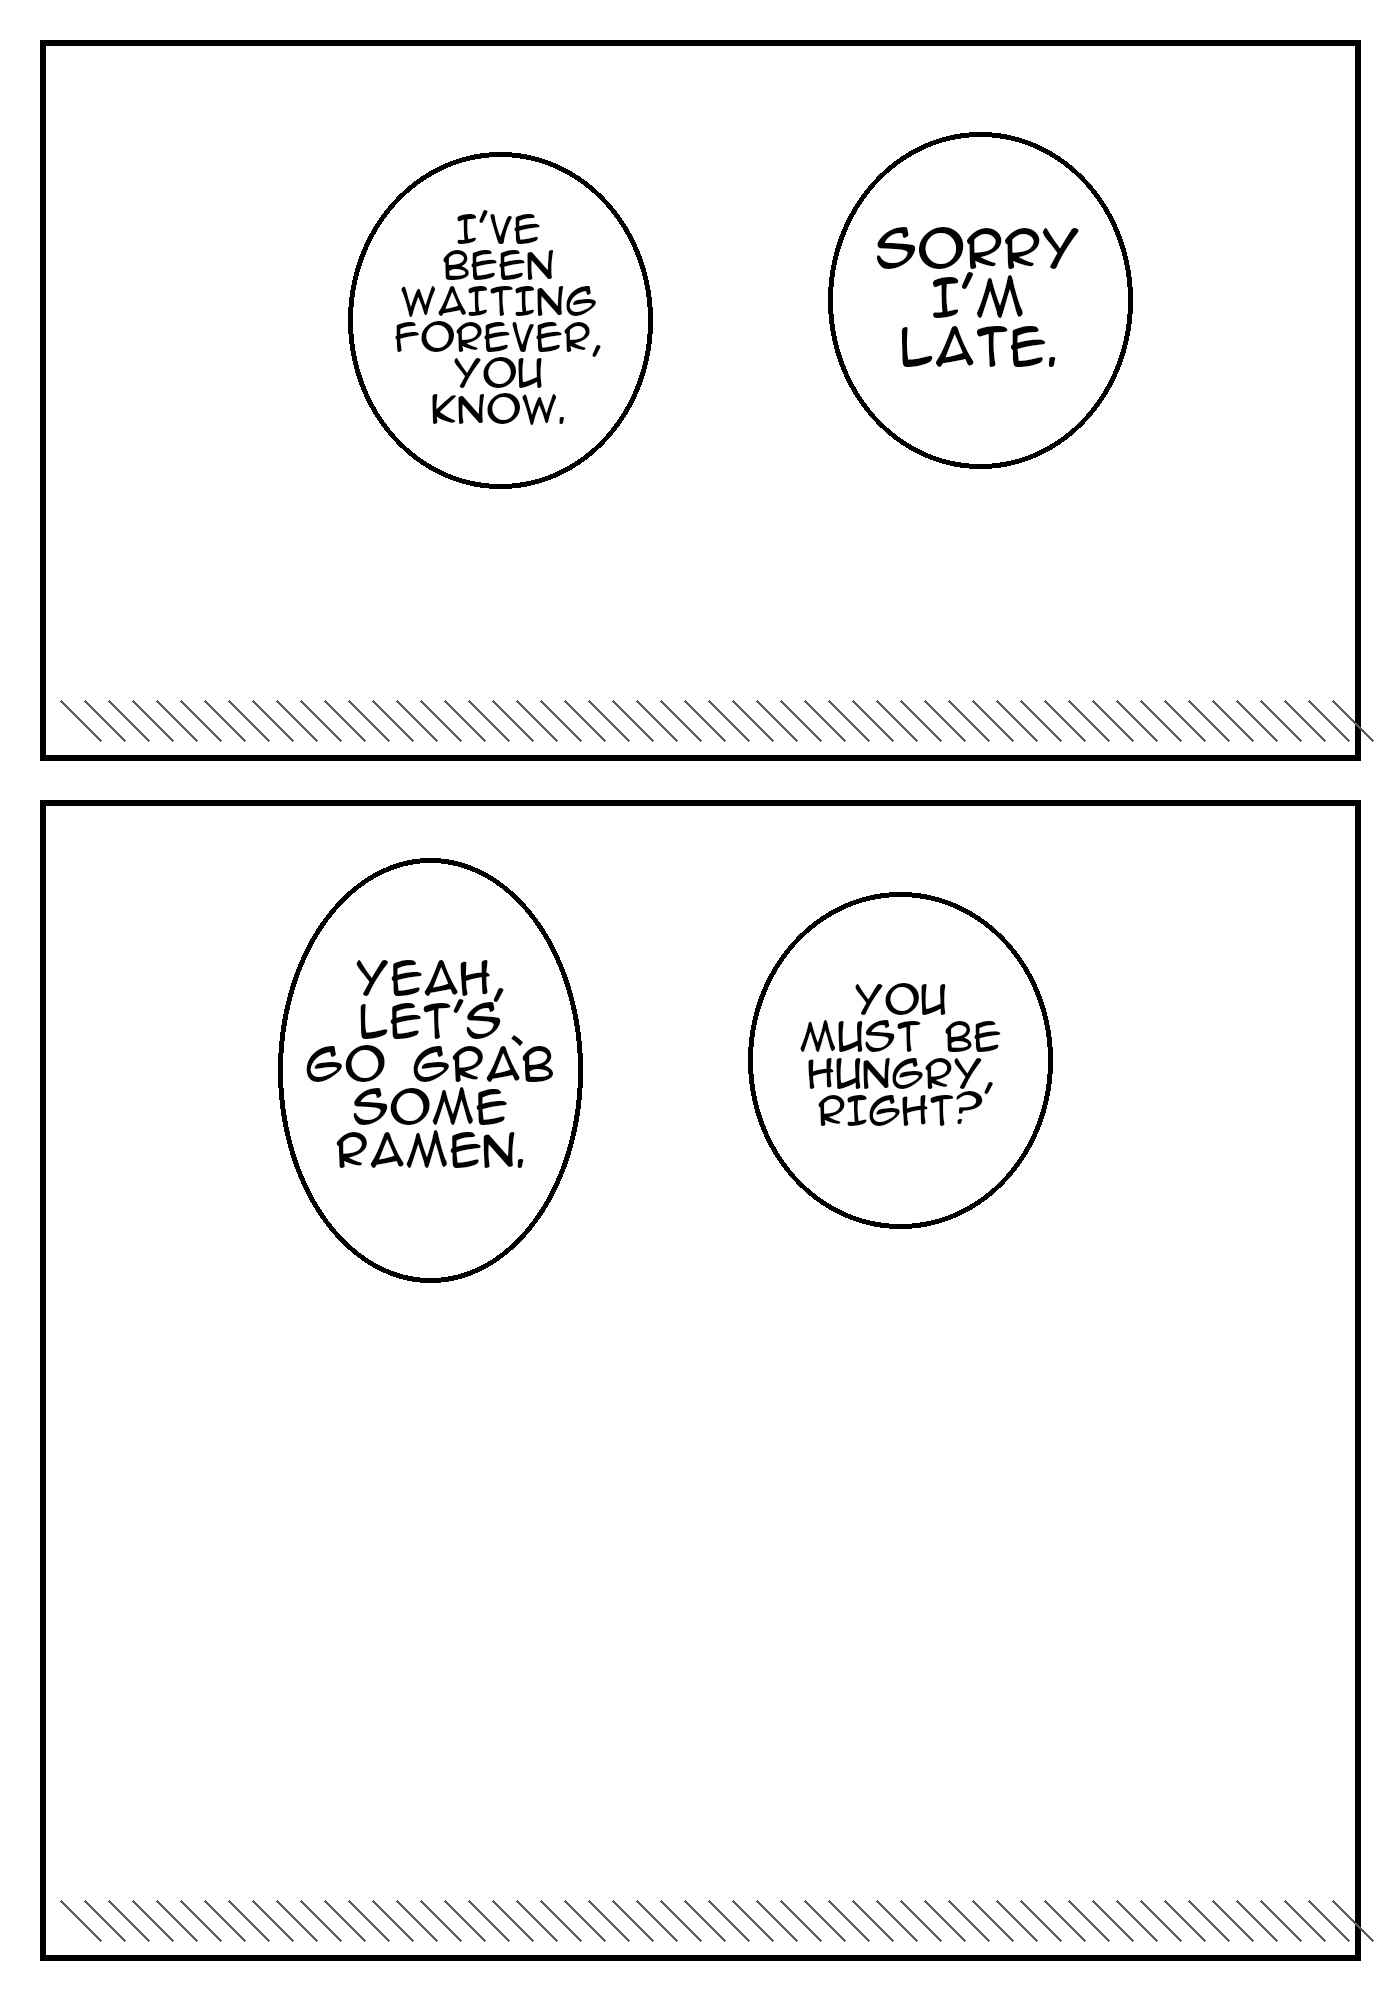 SORRY
I'M
LATE.
I'VE
BEEN
WAITING
FOREVER,
YOU
KNOW.
YOU
MUST BE
HUNGRY,
RIGHT?
YEAH,
LET'S
GO GRAB
SOME
RAMEN.